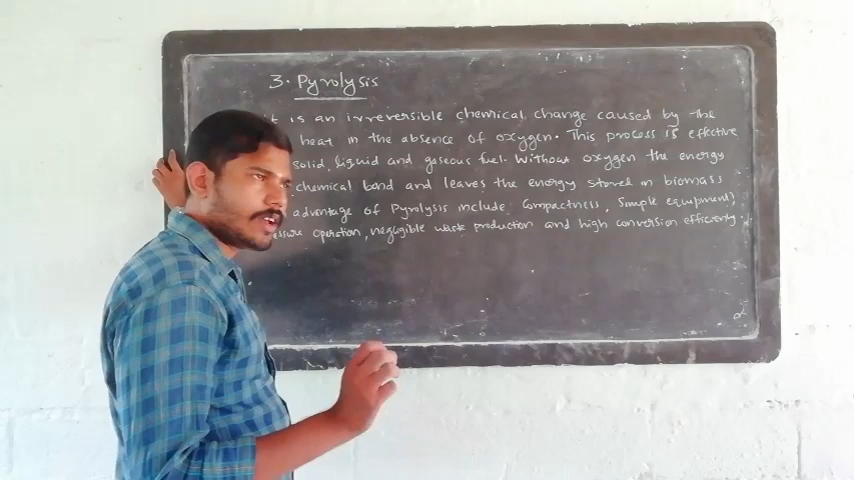 3. Pyrolysis
it is an irreversible chemical change caused by the
heat in the absence of oxygen. This process is effective
solid, liquid and gaseous fuel. Without oxygen the energy
chemical bond and leaves the energy stored in biomass
advantage of Pyrolysis include Compactness, Simple equipment,
essure operation, negligible waste production and high conversion efficiency.